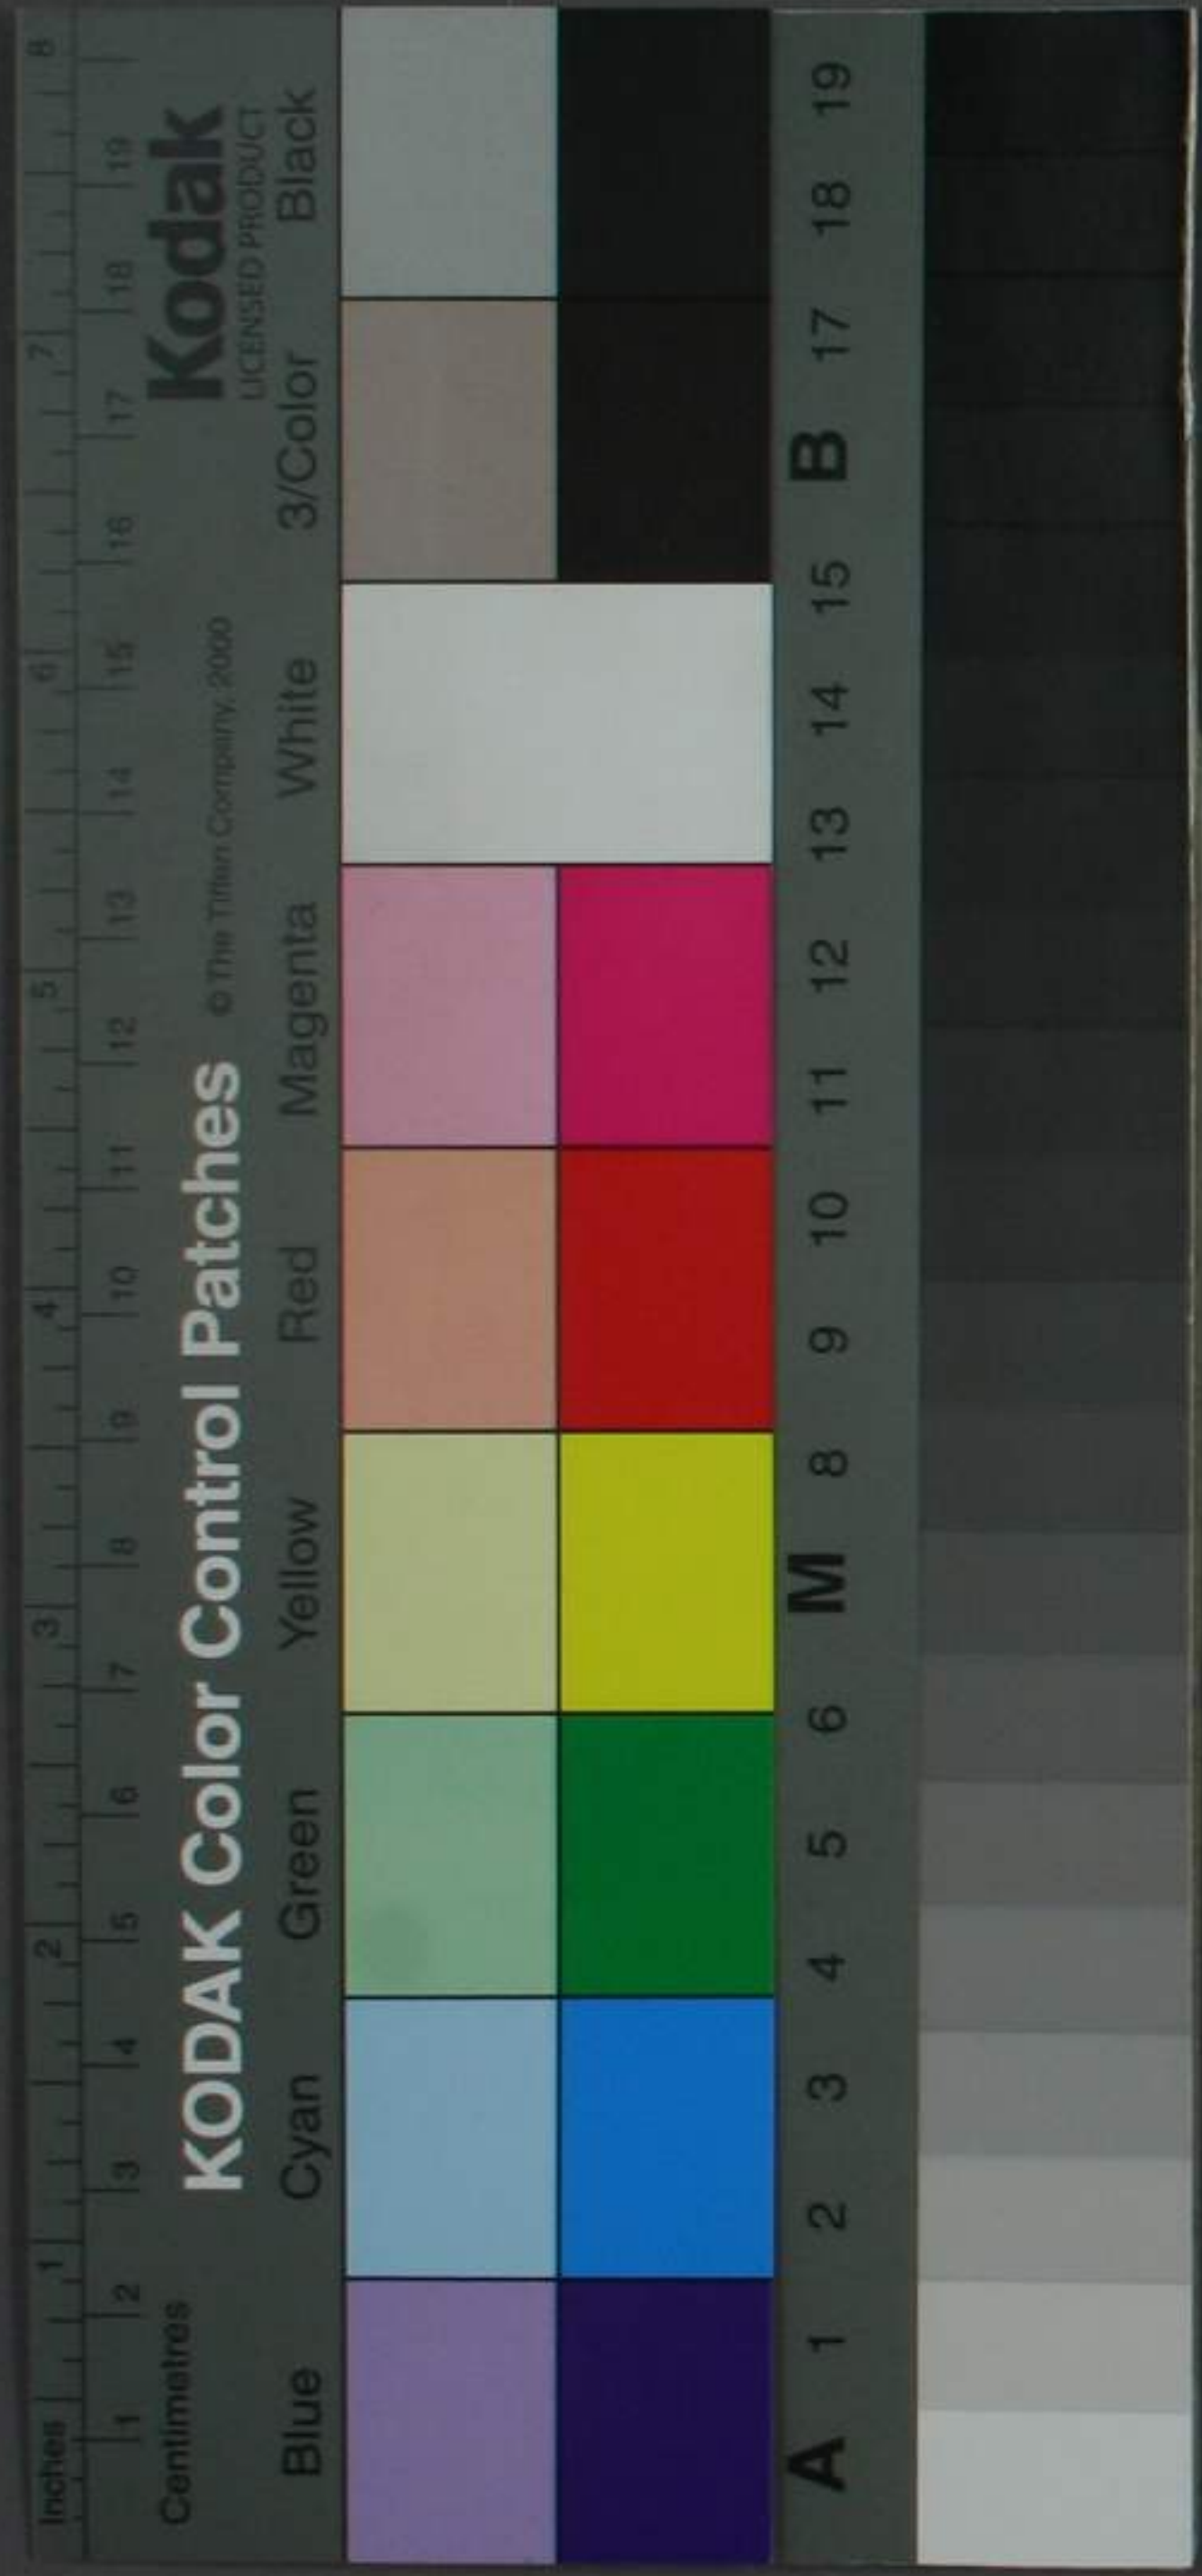 Inches 1 2 3 4 5 6 7 8
Centimetres 1 2 3 4 5 6 7 8 9 10 11 12 13 14 15 16 17 18 19
KODAK Color Control Patches © The Tiffen Company, 2000 Kodak
LICENSED PRODUCT
Blue Cyan Green Yellow Red Magenta White 3/Color Black
A 1 2 3 4 5 6 M 8 9 10 11 12 13 14 15 B 17 18 19